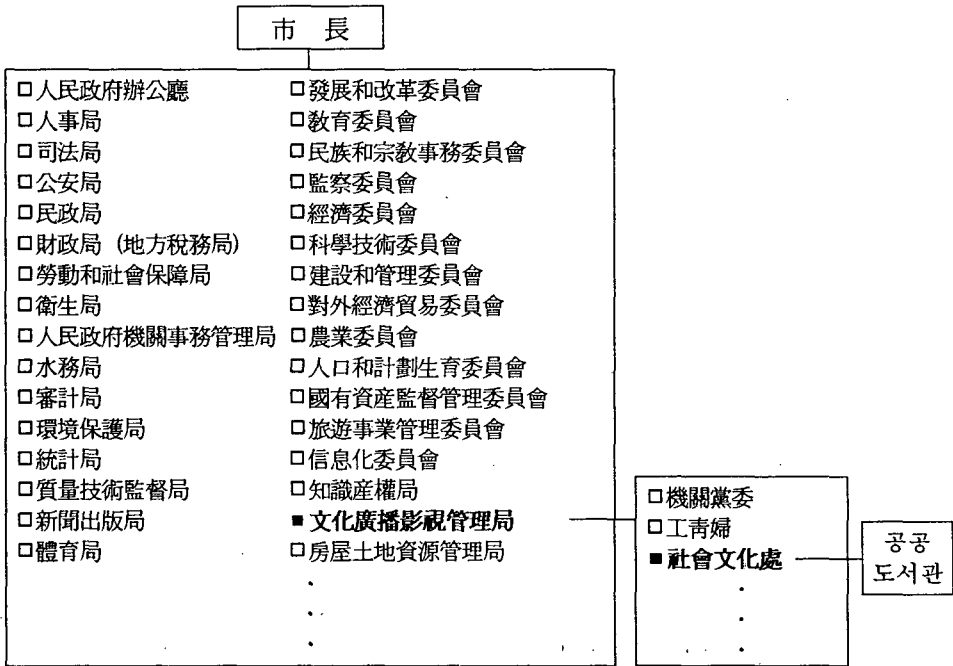 市 長
□人民政府辦公廳
□人事局
□司法局
□公安局
□民政局
□財政局 (地方稅務局)
□勞動和社會保障局
□衛生局
□人民政府機關事務管理局
□水務局
□審計局
□環境保護局
□統計局
□質量技術監督局
□新聞出版局
□體育局
□發展和改革委員會
□敎育委員會
□民族和宗敎事務委員會
□監察委員會
□經濟委員會
□科學技術委員會
□建設和管理委員會
□對外經濟貿易委員會
□農業委員會
□人口和計劃生育委員會
□國有資産監督管理委員會
□旅遊事業管理委員會
□信息化委員會
□知識産權局
■文化廣播影視管理局
□房屋土地資源管理局
□機關黨委
□工靑婦
■社會文化處
공공
도서관